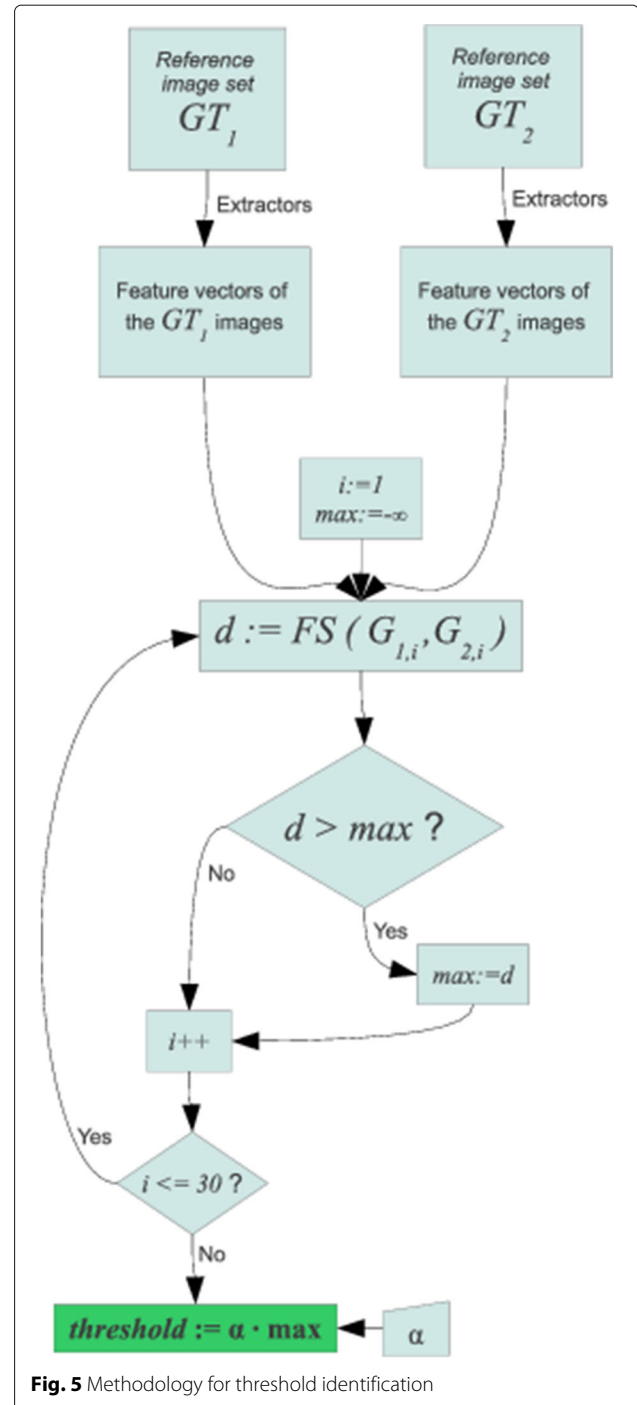 Reference
image set
GT₁
Reference
image set
GT₂
Extractors
Extractors
Feature vectors of
the GT₁ images
Feature vectors of
the GT₂ images
i:=1
max:=-∞
d := FS ( G₁,ᵢ,G₂,ᵢ )
d > max ?
No
Yes
max:=d
i++
Yes
i <= 30 ?
No
threshold := α · max
α
Fig. 5 Methodology for threshold identification